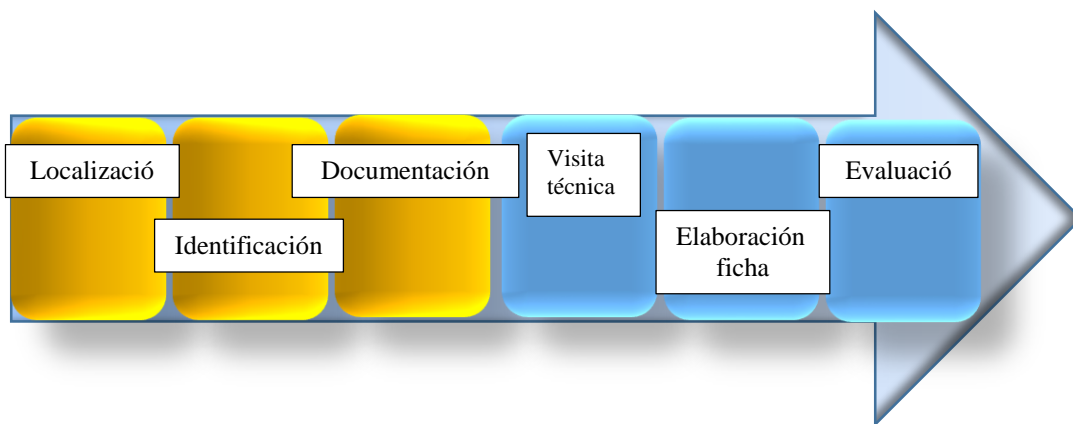 Localizació
Identificación
Documentación
Visita
técnica
Elaboración
ficha
Evaluació